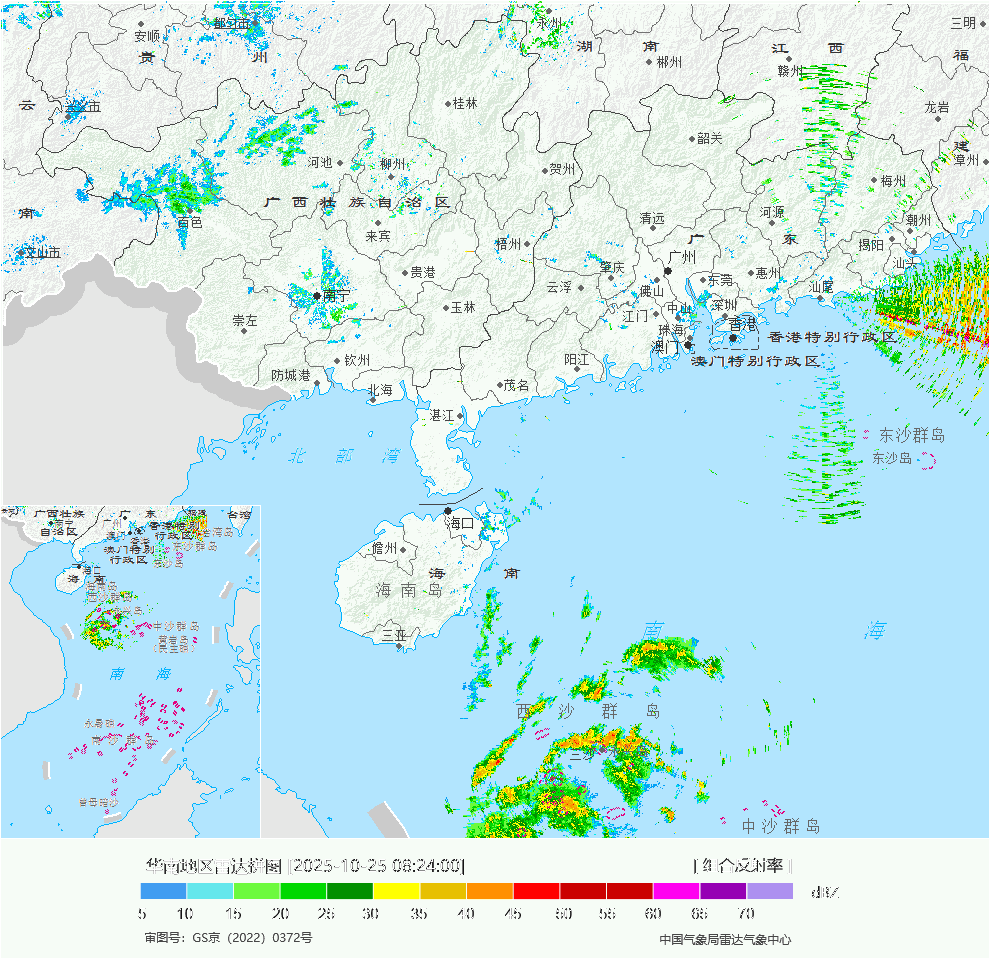 三明
都匀市
永州
安顺
贵 州
湖 南
江 西
福
郴州
赣州
云
桂林
龙岩
韶关
建
河池
柳州
贺州
漳州
梅州
广 西 壮 族 自 治 区
南
百色
清远
河源
潮州
来宾
梧州
广 东
揭阳
文山市
广州
汕头
贵港
肇庆
东莞
惠州
云浮
佛山
汕尾
南宁
玉林
江门
中山
深圳
崇左
珠海
香港
香港特别行政区
澳门
钦州
阳江
澳门特别行政区
防城港
北海
茂名
湛江
东沙群岛
北 部 湾
东沙岛
海口
儋州
海 南
海南岛
三亚
南 海
西 沙 群 岛
中沙群岛
广西壮族
自治区
广 东
台湾
香港特别
行政区
澳门特别
行政区
东沙群岛
海 南
中沙群岛
黄岩岛
南 海
南沙群岛
曾母暗沙
华南地区雷达拼图 [2025-10-25 08:24:00]
组合反射率
dBZ
5 10 15 20 25 30 35 40 45 50 55 60 65 70
审图号：GS京（2022）0372号
中国气象局雷达气象中心